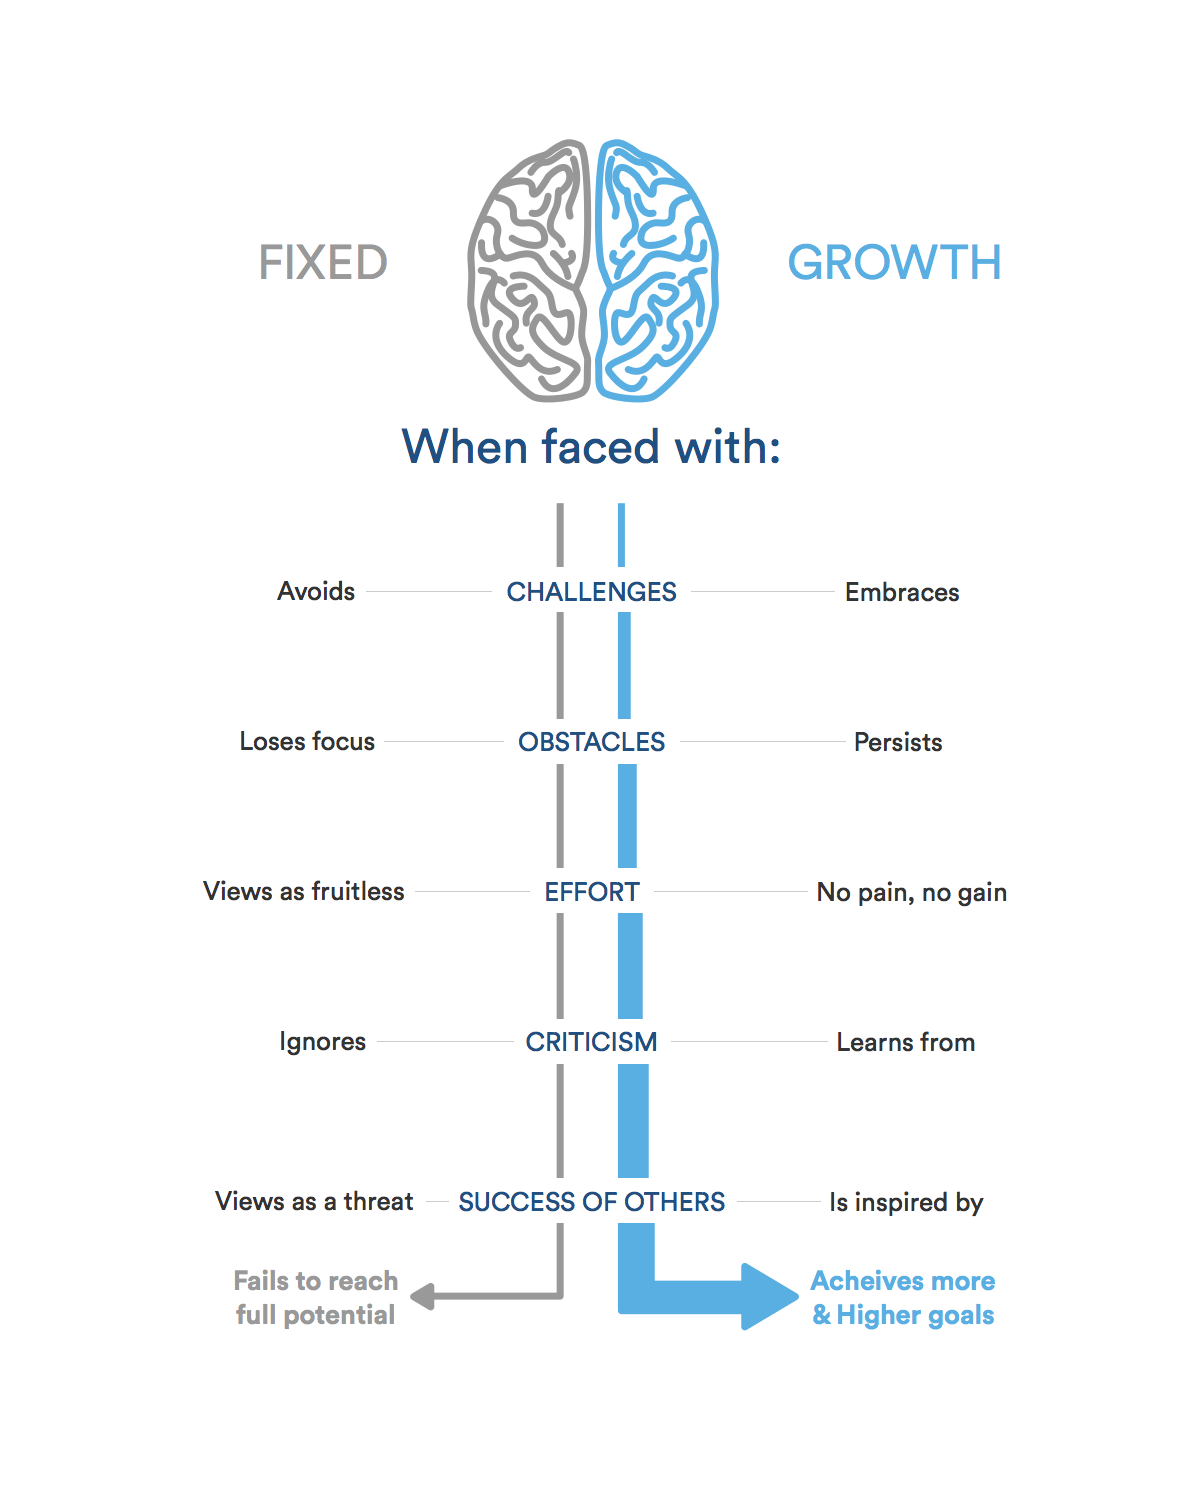 FIXED
GROWTH
When faced with:
Avoids
CHALLENGES
Embraces
Loses focus
OBSTACLES
Persists
Views as fruitless
EFFORT
No pain, no gain
Ignores
CRITICISM
Learns from
Views as a threat
SUCCESS OF OTHERS
Is inspired by
Fails to reach
full potential
Acheives more
& Higher goals